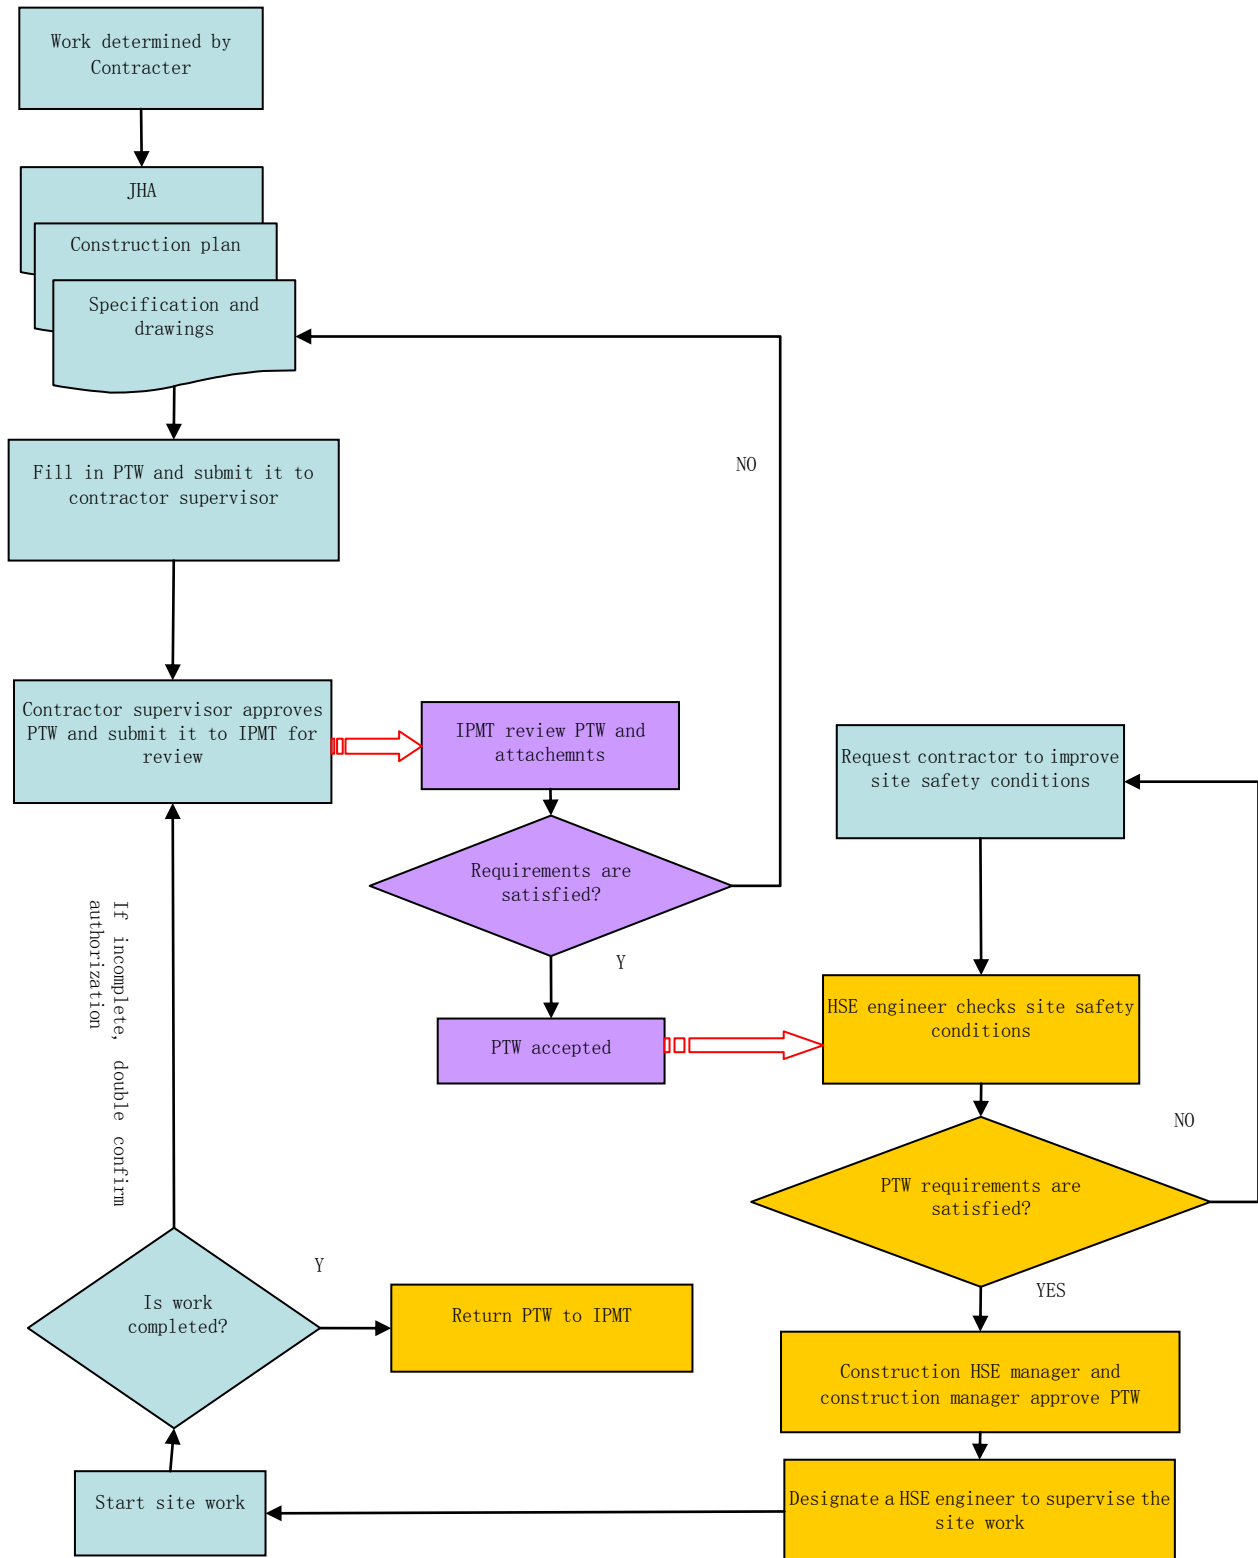 Work determined by
Contracter
JHA
Construction plan
Specification and
drawings
Fill in PTW and submit it to
contractor supervisor
NO
Contractor supervisor approves
PTW and submit it to IPMT for
review
IPMT review PTW and
attachemnts
Request contractor to improve
site safety conditions
Requirements are
satisfied?
Y
If incomplete, double confirm
authorization
PTW accepted
HSE engineer checks site safety
conditions
NO
PTW requirements are
satisfied?
YES
Is work
completed?
Y
Return PTW to IPMT
Construction HSE manager and
construction manager approve PTW
Start site work
Designate a HSE engineer to supervise the
site work